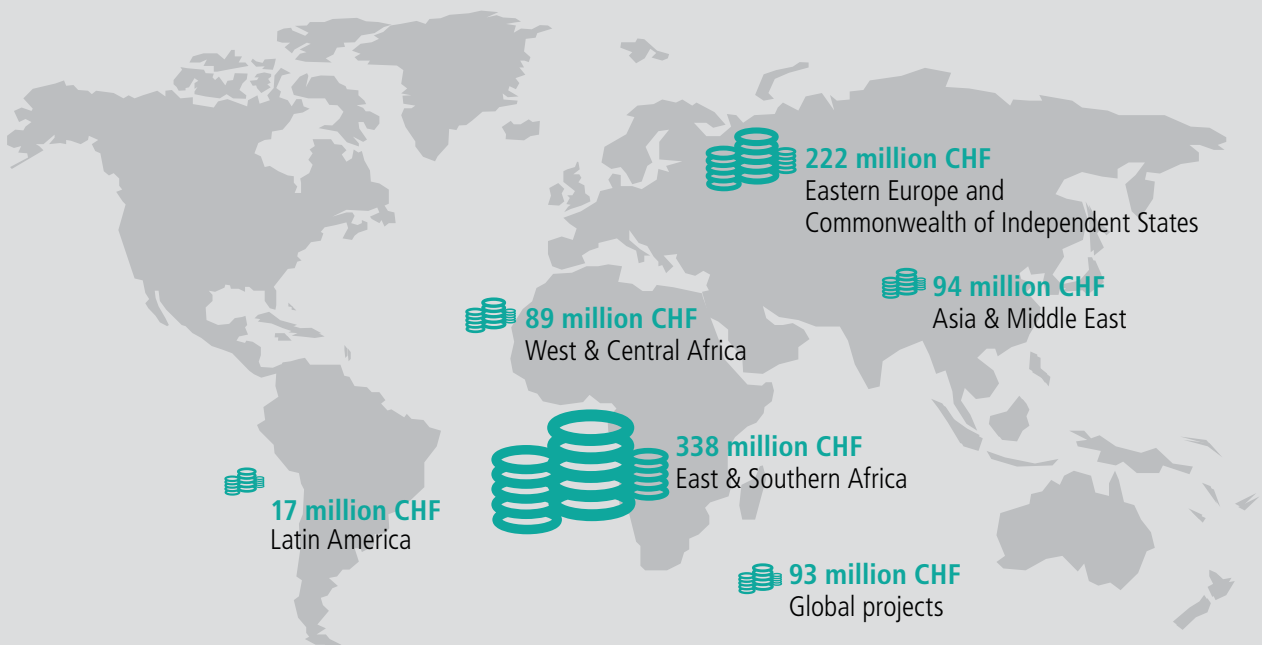 222 million CHF
Eastern Europe and
Commonwealth of Independent States
94 million CHF
Asia & Middle East
89 million CHF
West & Central Africa
338 million CHF
East & Southern Africa
17 million CHF
Latin America
93 million CHF
Global projects